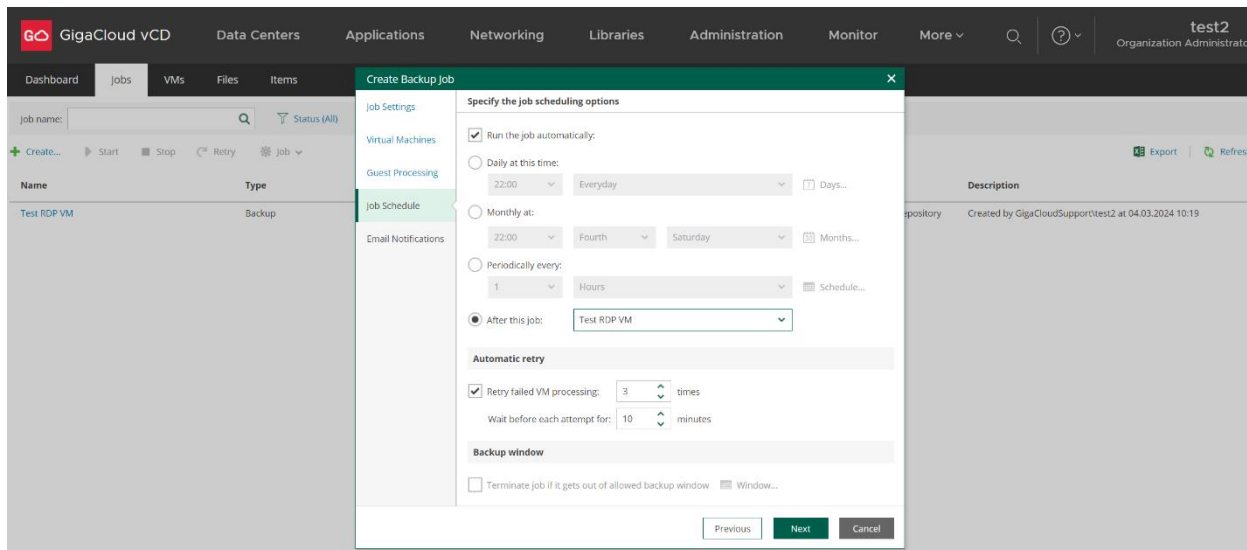 GigaCloud vCD Data Centers Applications Networking Libraries Administration Monitor More test2
Organization Administrato
Dashboard Jobs VMs Files Items
Job name: Status (All)
Create... Start Stop Retry Job Export Refres
Name Type Description
Test RDP VM Backup epository Created by GigaCloudSupport\test2 at 04.03.2024 10:19
Create Backup Job
Job Settings
Virtual Machines
Guest Processing
Job Schedule
Email Notifications
Specify the job scheduling options
Run the job automatically:
Daily at this time:
22:00 Everyday Days...
Monthly at:
22:00 Fourth Saturday Months...
Periodically every:
1 Hours Schedule...
After this job: Test RDP VM
Automatic retry
Retry failed VM processing: 3 times
Wait before each attempt for: 10 minutes
Backup window
Terminate job if it gets out of allowed backup window Window...
Previous Next Cancel